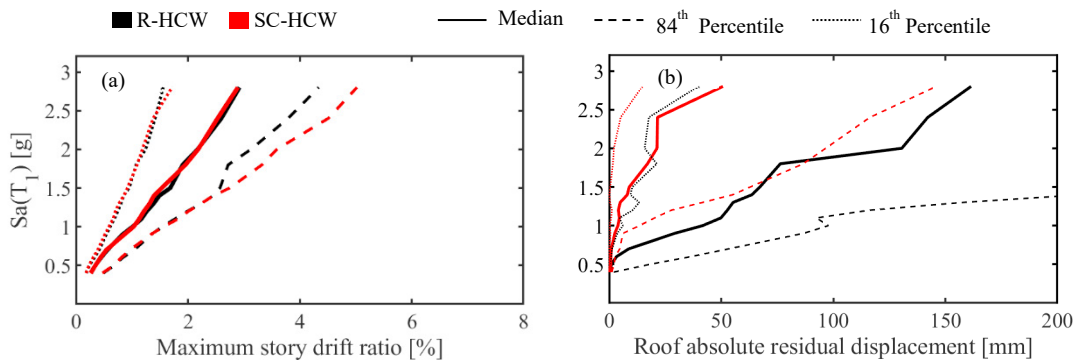 R-HCW SC-HCW Median 84th Percentile 16th Percentile
(a)
Sa(T1) [g]
3
2.5
2
1.5
1
0.5
0 2 4 6 8
Maximum story drift ratio [%]
(b)
3
2.5
2
1.5
1
0.5
0 50 100 150 200
Roof absolute residual displacement [mm]